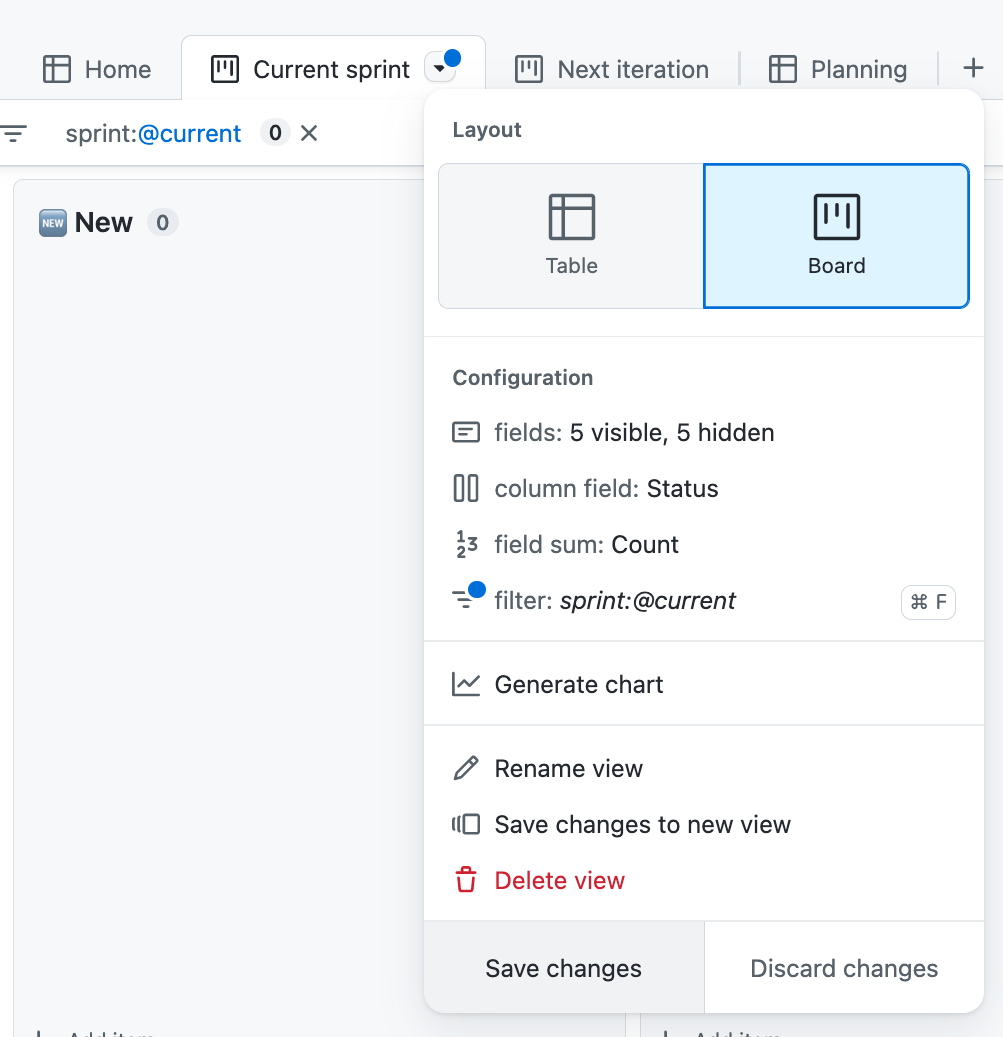 Home
Current sprint
Next iteration
Planning
sprint:@current 0
NEW New 0
Layout
Table
Board
Configuration
fields: 5 visible, 5 hidden
column field: Status
field sum: Count
filter: sprint:@current ⌘ F
Generate chart
Rename view
Save changes to new view
Delete view
Save changes
Discard changes
Add item
Add item